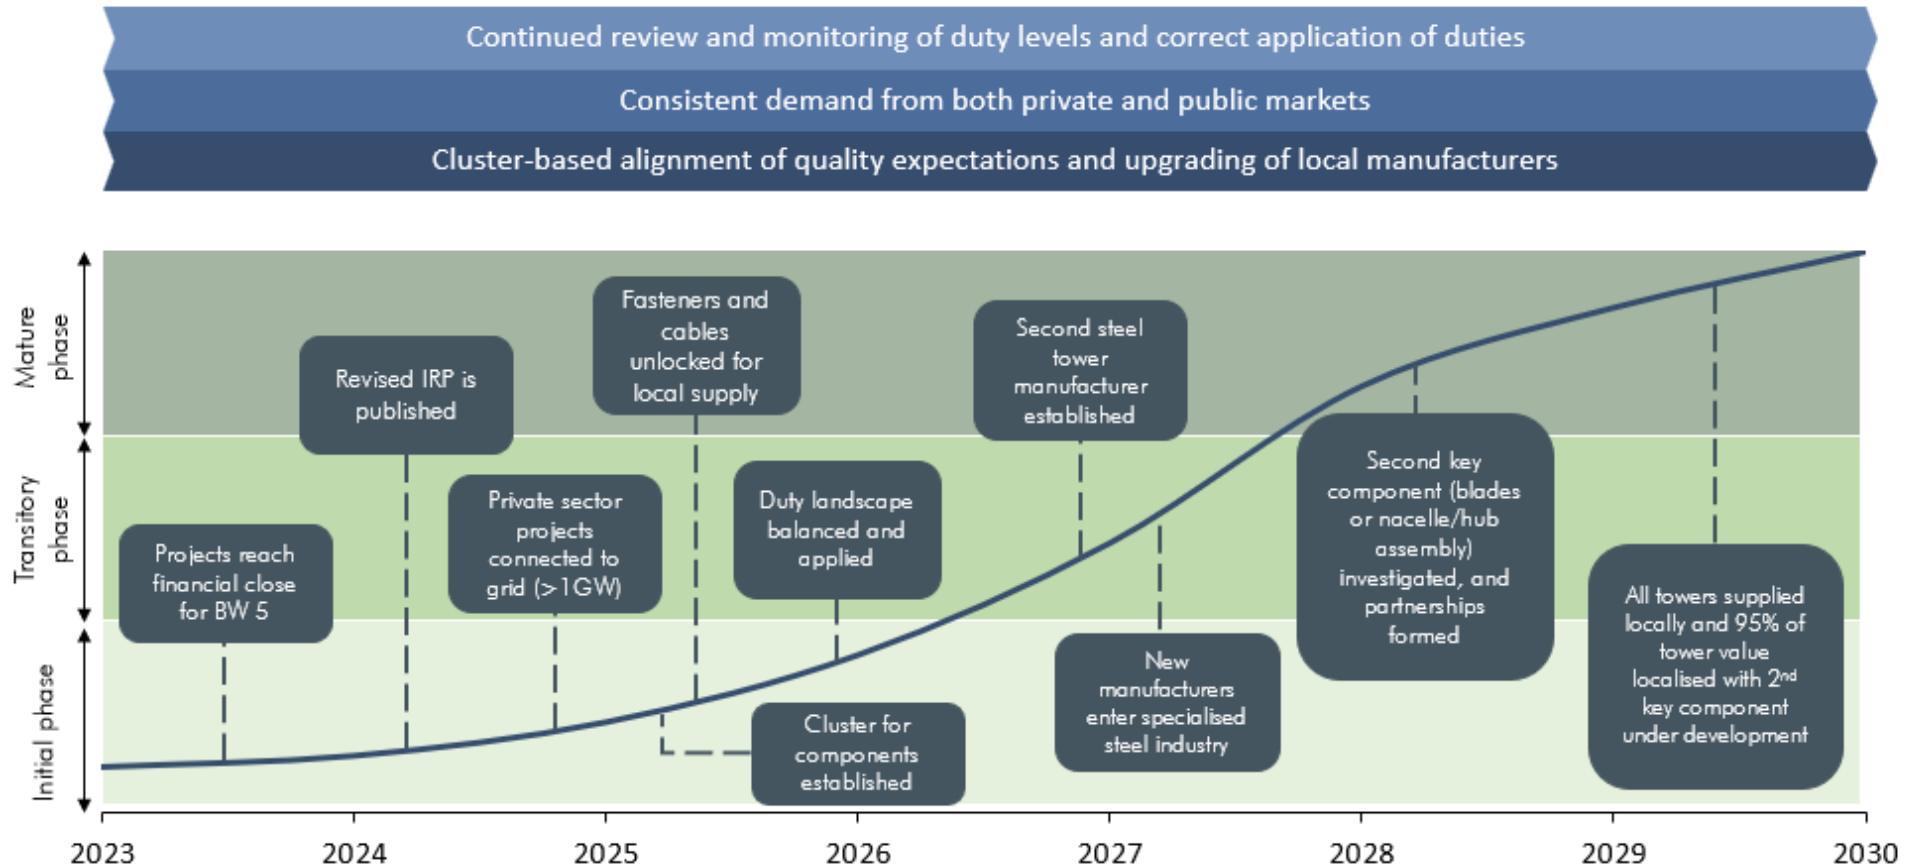 Continued review and monitoring of duty levels and correct application of duties
Consistent demand from both private and public markets
Cluster-based alignment of quality expectations and upgrading of local manufacturers
Mature
phase
Transitory
phase
Initial phase
Projects reach
financial close
for BW 5
Revised IRP is
published
Private sector
projects
connected to
grid (>1GW)
Fasteners and
cables
unlocked for
local supply
Cluster for
components
established
Duty landscape
balanced and
applied
Second steel
tower
manufacturer
established
New
manufacturers
enter specialised
steel industry
Second key
component (blades
or nacelle/hub
assembly)
investigated, and
partnerships
formed
All towers supplied
locally and 95% of
tower value
localised with 2nd
key component
under development
2023
2024
2025
2026
2027
2028
2029
2030